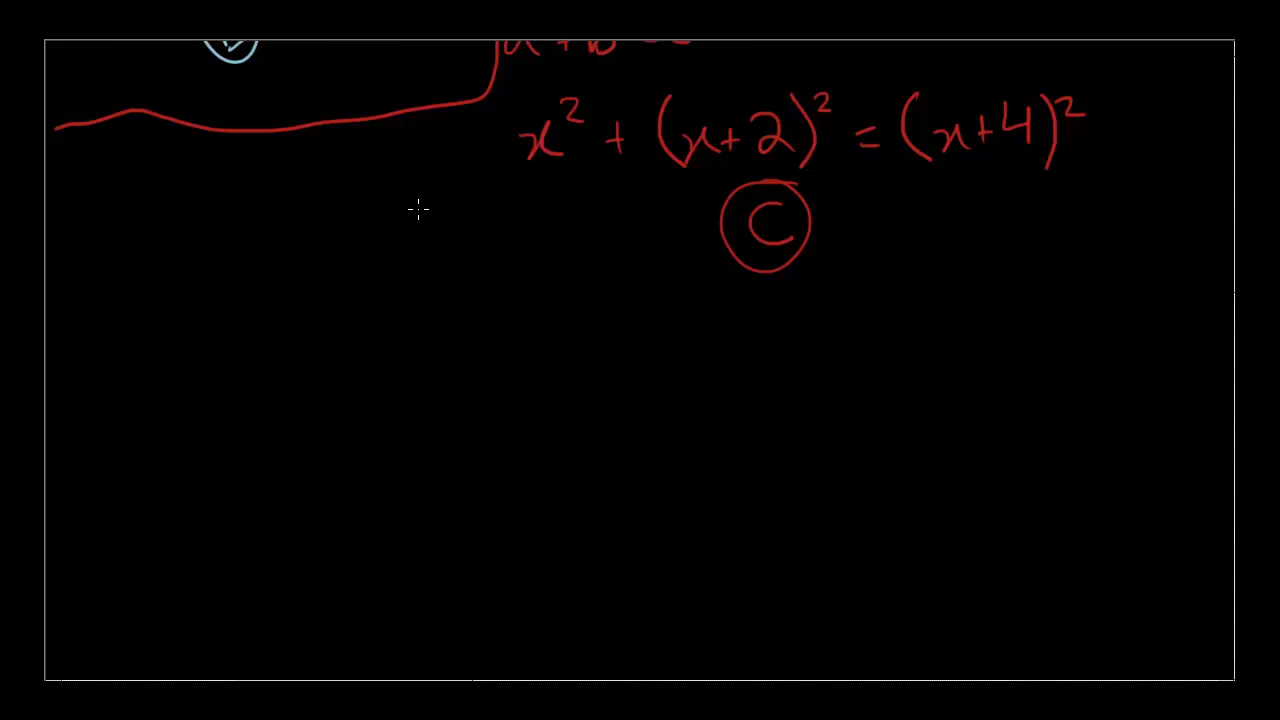 x² + (x+2)² = (x+4)²
C